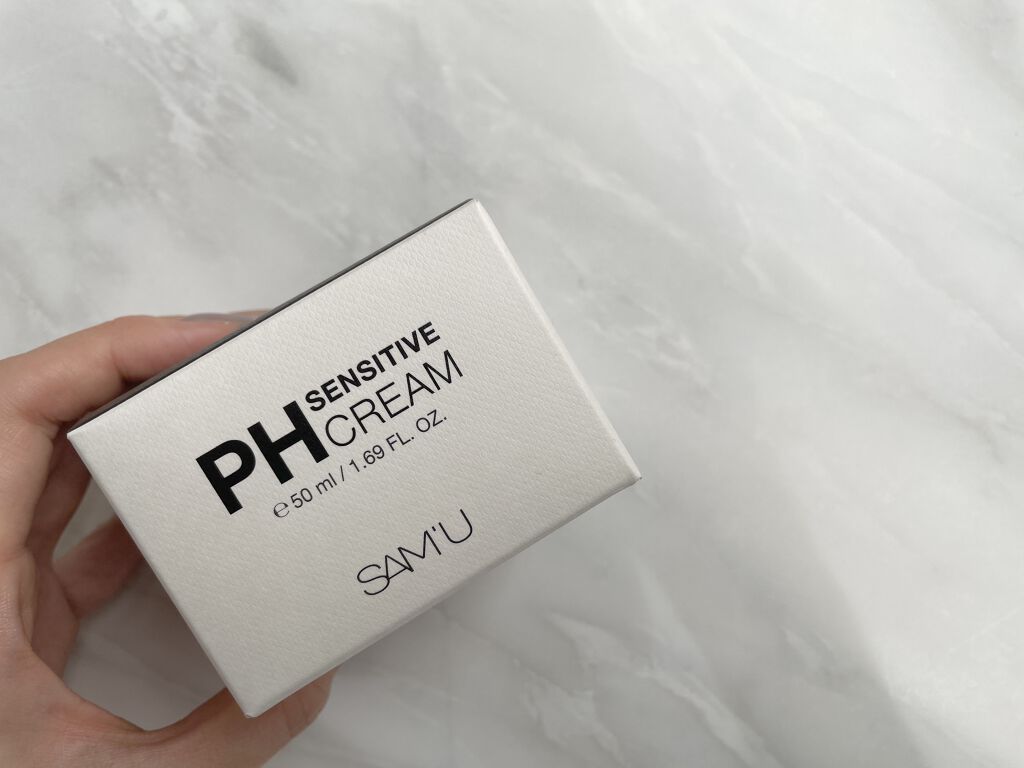 PH SENSITIVE
CREAM
℮50 ml / 1.69 FL. OZ.
SAM'U